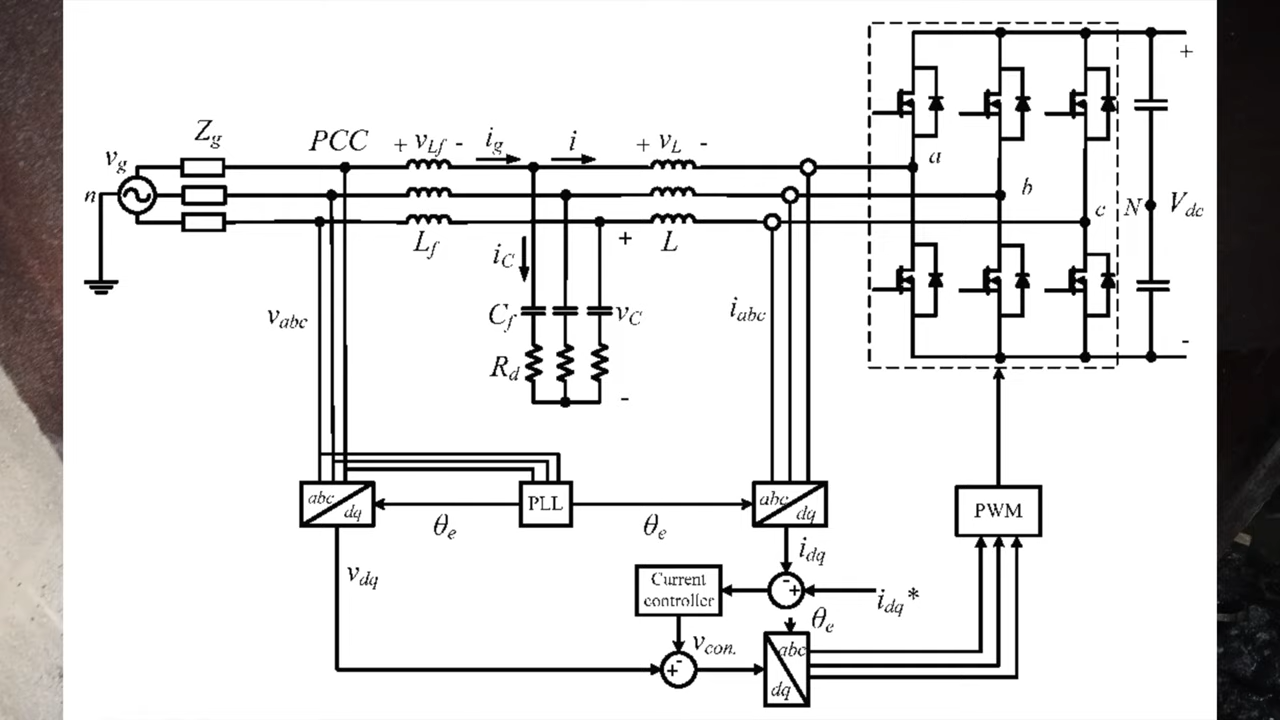 Z_g
PCC
+ v_Lf -
i_g
i
+ v_L -
+
v_g
n
a
b
c
N
V_dc
L_f
+
L
i_C
v_abc
C_f
v_C
i_abc
R_d
-
-
abc
dq
θ_e
PLL
θ_e
abc
dq
PWM
i_dq
v_dq
Current
controller
-
+
i_dq*
θ_e
v_con.
+
-
abc
dq